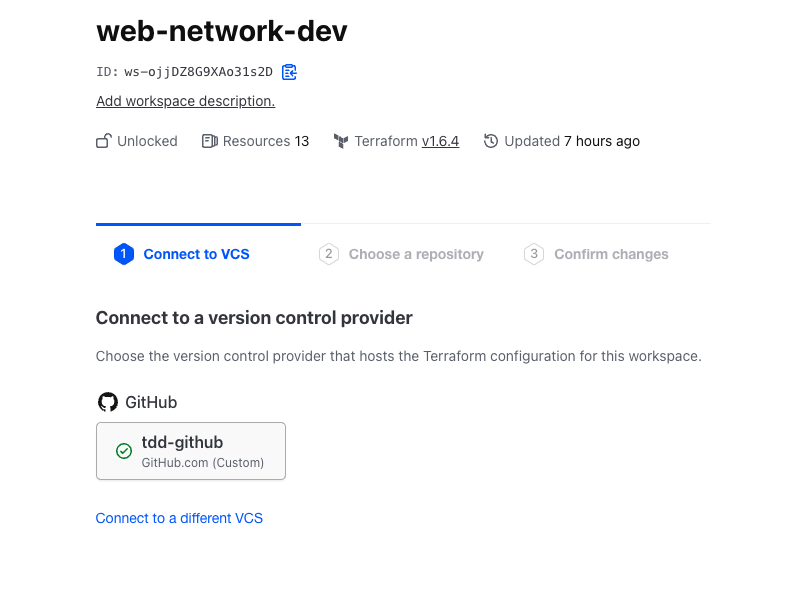 web-network-dev
ID: ws-ojjDZ8G9XAo31s2D
Add workspace description.
Unlocked Resources 13 Terraform v1.6.4 Updated 7 hours ago
1 Connect to VCS 2 Choose a repository 3 Confirm changes
Connect to a version control provider
Choose the version control provider that hosts the Terraform configuration for this workspace.
GitHub
tdd-github
GitHub.com (Custom)
Connect to a different VCS